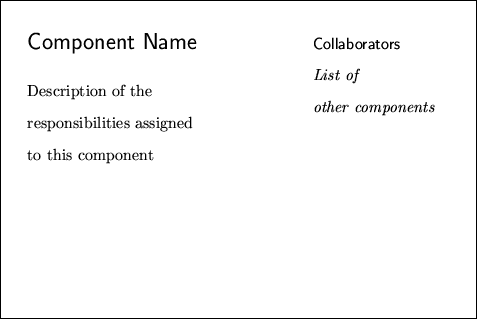 Component Name
Description of the
responsibilities assigned
to this component
Collaborators
List of
other components